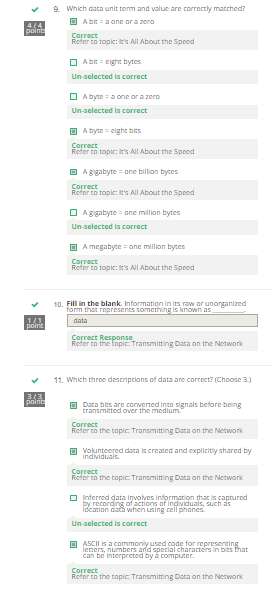 9. Which data unit term and value are correctly matched?
4 / 4
points
A bit = a one or a zero
Correct
Refer to topic: It's All About the Speed
A bit = eight bytes
Un-selected is correct
A byte = a one or a zero
Un-selected is correct
A byte = eight bits
Correct
Refer to topic: It's All About the Speed
A gigabyte = one billion bytes
Correct
Refer to topic: It's All About the Speed
A gigabyte = one million bytes
Un-selected is correct
A megabyte = one million bytes
Correct
Refer to topic: It's All About the Speed
10. Fill in the blank. Information in its raw or unorganized
form that represents something is known as ________.
1 / 1
point
data
Correct Response
Refer to the topic: Transmitting Data on the Network
11. Which three descriptions of data are correct? (Choose 3.)
3 / 3
points
Data bits are converted into signals before being
transmitted over the medium.
Correct
Refer to the topic: Transmitting Data on the Network
Volunteered data is created and explicitly shared by
individuals.
Correct
Refer to the topic: Transmitting Data on the Network
Inferred data involves information that is captured
by recording of actions of individuals, such as
location data when using cell phones.
Un-selected is correct
ASCII is a commonly used code for representing
letters, numbers and special characters in bits that
can be interpreted by a computer.
Correct
Refer to the topic: Transmitting Data on the Network